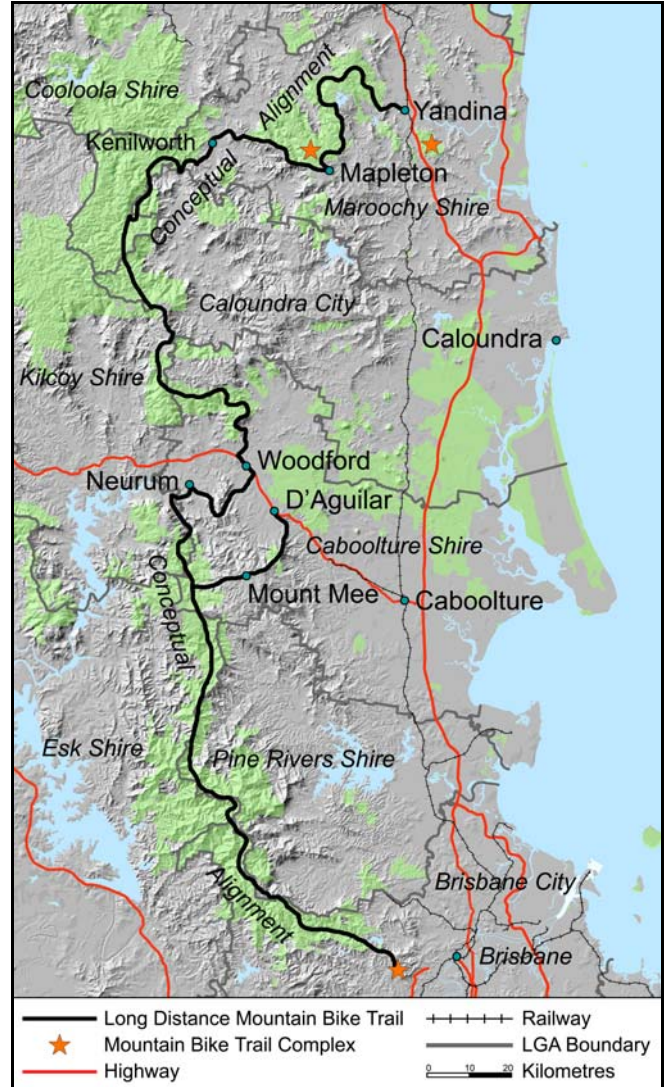 Cooloola Shire
Alignment
Yandina
Kenilworth
Conceptual
Mapleton
Maroochy Shire
Caloundra City
Caloundra
Kilcoy Shire
Woodford
Neurum
D'Aguilar
Caboolture Shire
Conceptual
Mount Mee
Caboolture
Esk Shire
Pine Rivers Shire
Alignment
Brisbane City
Brisbane
Long Distance Mountain Bike Trail
Railway
Mountain Bike Trail Complex
LGA Boundary
Highway
0 10 20
Kilometres